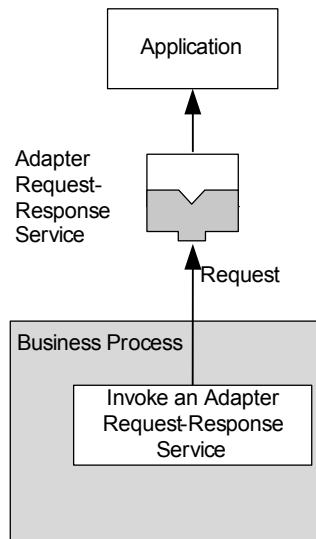 Application
Adapter
Request-
Response
Service
Request
Business Process
Invoke an Adapter
Request-Response
Service